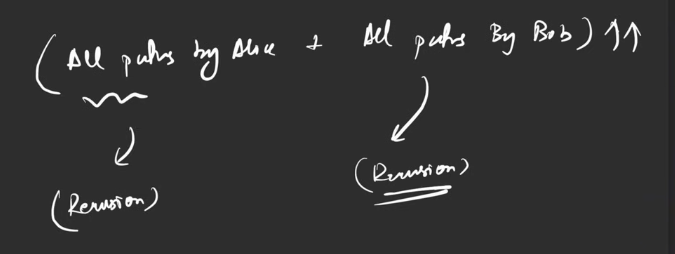 (All paths by Alice + All paths By Bob) ↑↑
(Recursion) (Recursion)